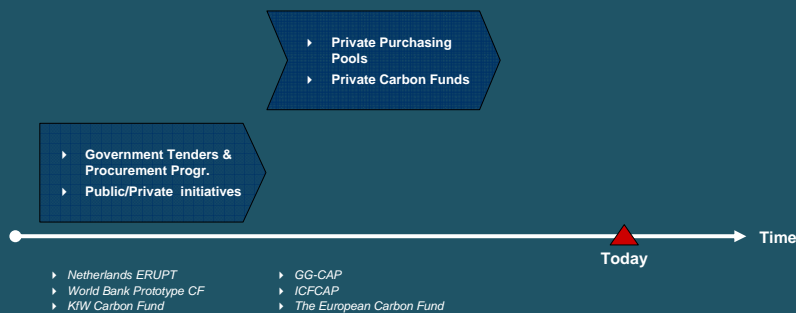 Private Purchasing
Pools
Private Carbon Funds
Government Tenders &
Procurement Progr.
Public/Private initiatives
Time
Today
Netherlands ERUPT
World Bank Prototype CF
KfW Carbon Fund
GG-CAP
ICFCAP
The European Carbon Fund